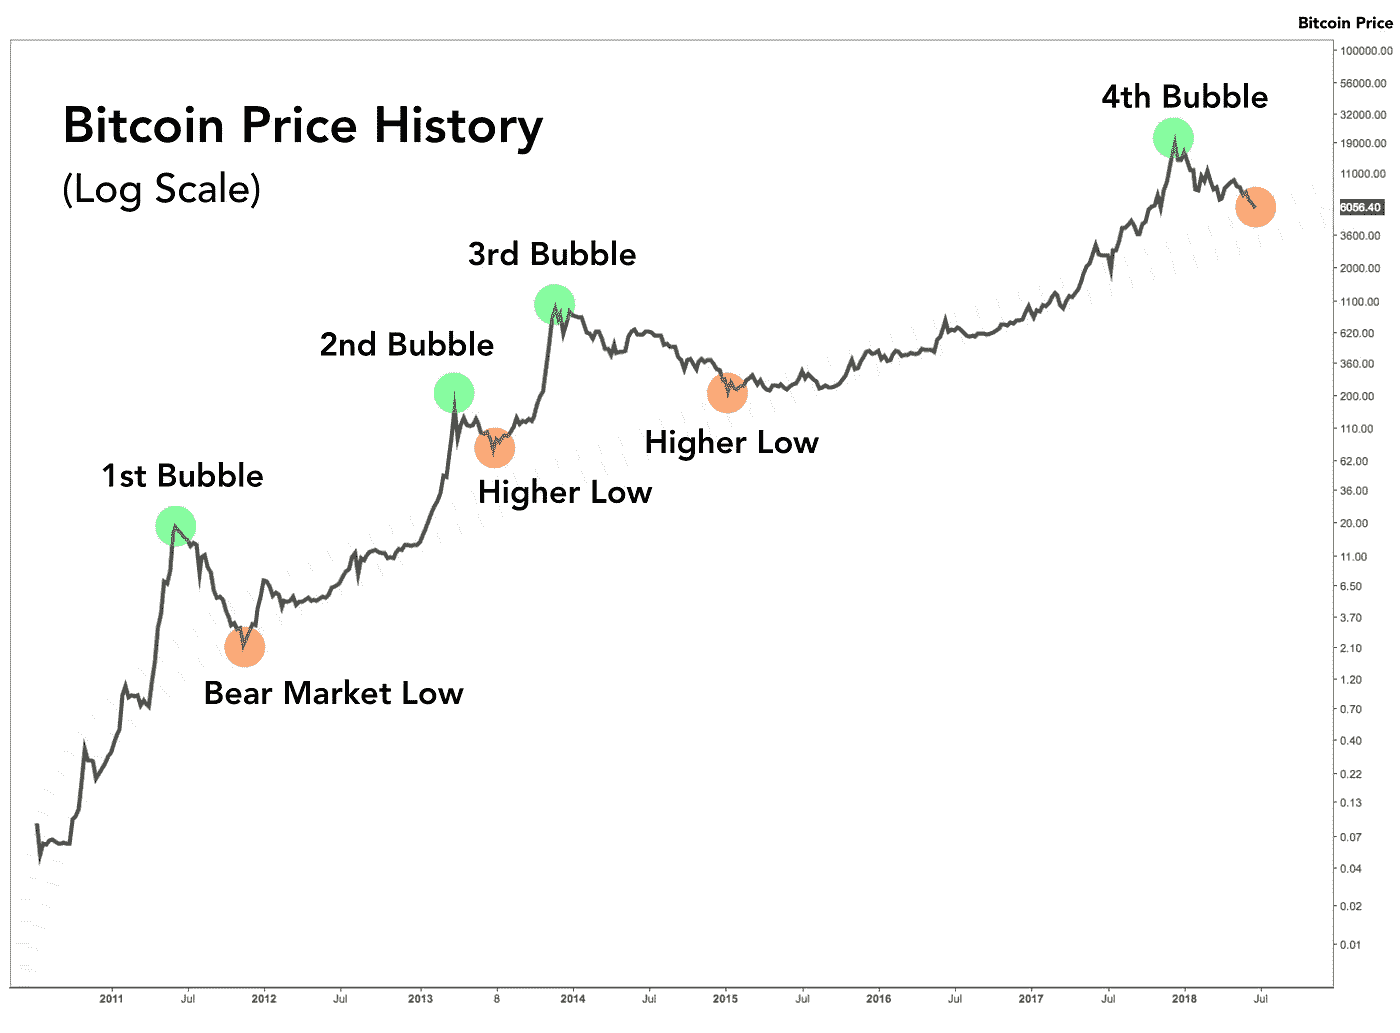 Bitcoin Price
Bitcoin Price History
(Log Scale)
4th Bubble
3rd Bubble
2nd Bubble
Higher Low
1st Bubble
Higher Low
Bear Market Low
100000.00
56000.00
32000.00
19000.00
11000.00
6056.40
3600.00
2000.00
1100.00
620.00
360.00
200.00
110.00
62.00
36.00
20.00
11.00
6.50
3.70
2.10
1.20
0.70
0.40
0.22
0.13
0.07
0.04
0.02
0.01
2011 Jul 2012 Jul 2013 8 2014 Jul 2015 Jul 2016 Jul 2017 Jul 2018 Jul